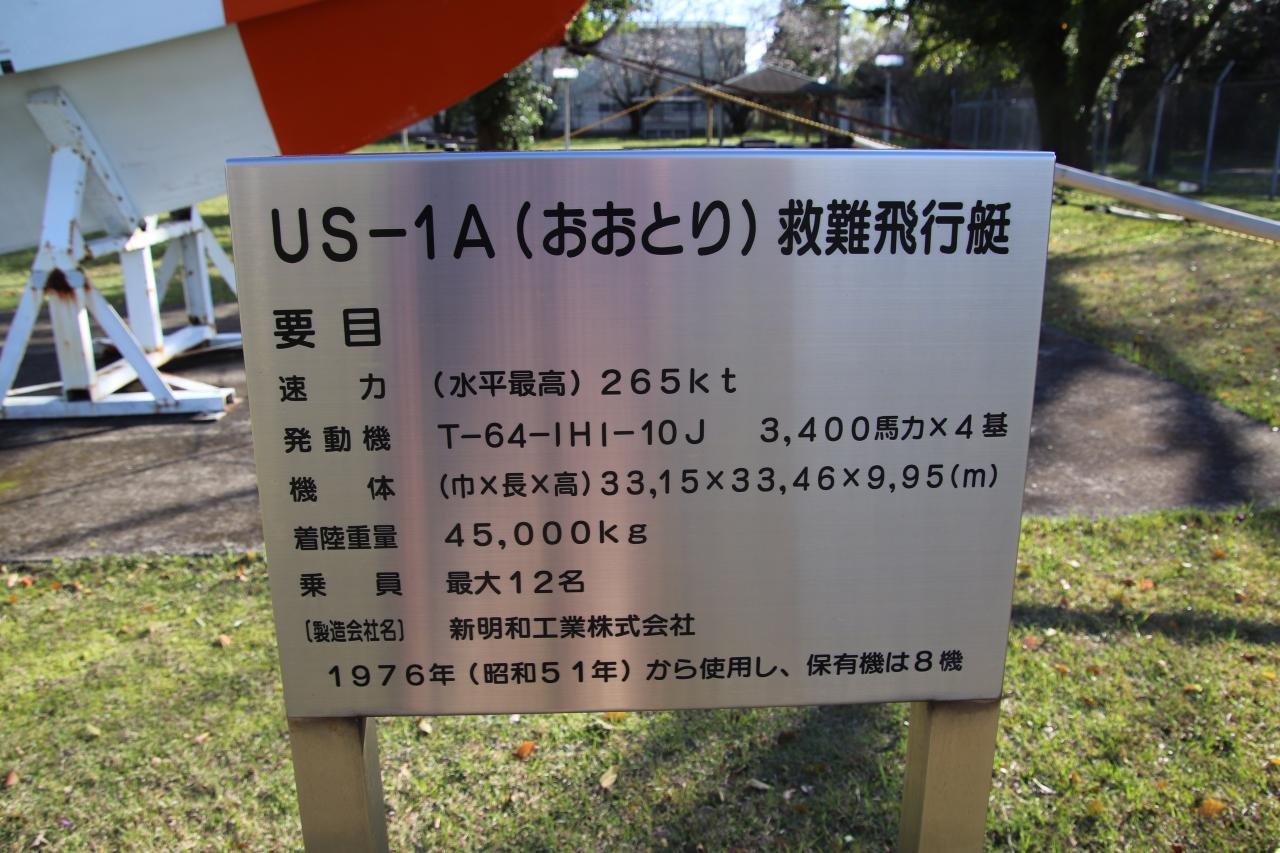 US-1A(おおとり)救難飛行艇
要目
速力 (水平最高)265kt
発動機 T-64-IHI-10J 3,400馬力×4基
機体 (巾×長×高)33,15×33,46×9,95(m)
着陸重量 45,000kg
乗員 最大12名
〔製造会社名〕 新明和工業株式会社
1976年(昭和51年)から使用し、保有機は8機